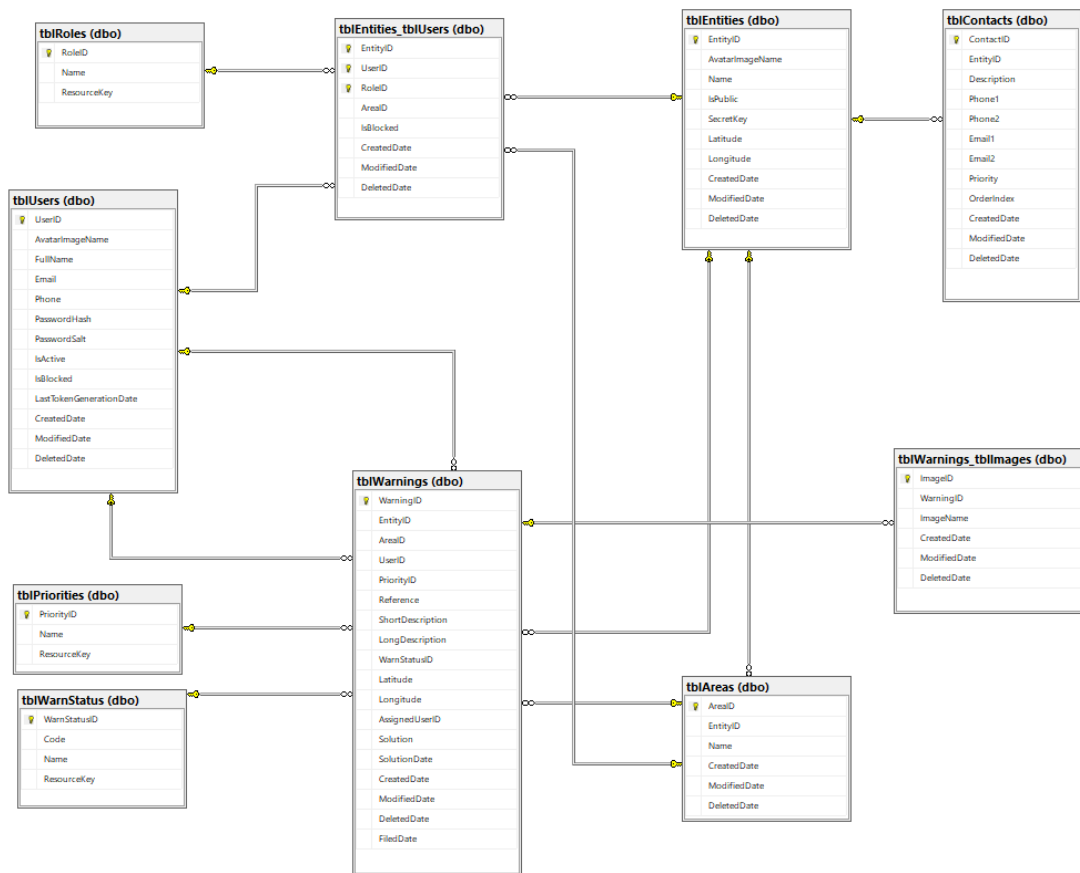 tblRoles (dbo)
RoleID
Name
ResourceKey
tblEntities_tblUsers (dbo)
EntityID
UserID
RoleID
AreaID
IsBlocked
CreatedDate
ModifiedDate
DeletedDate
tblEntities (dbo)
EntityID
AvatarImageName
Name
IsPublic
SecretKey
Latitude
Longitude
CreatedDate
ModifiedDate
DeletedDate
tblContacts (dbo)
ContactID
EntityID
Description
Phone1
Phone2
Email1
Email2
Priority
OrderIndex
CreatedDate
ModifiedDate
DeletedDate
tblUsers (dbo)
UserID
AvatarImageName
FullName
Email
Phone
PasswordHash
PasswordSalt
IsActive
IsBlocked
LastTokenGenerationDate
CreatedDate
ModifiedDate
DeletedDate
tblWarnings (dbo)
WarningID
EntityID
AreaID
UserID
PriorityID
Reference
ShortDescription
LongDescription
WarnStatusID
Latitude
Longitude
AssignedUserID
Solution
SolutionDate
CreatedDate
ModifiedDate
DeletedDate
FiledDate
tblWarnings_tblImages (dbo)
ImageID
WarningID
ImageName
CreatedDate
ModifiedDate
DeletedDate
tblPriorities (dbo)
PriorityID
Name
ResourceKey
tblWarnStatus (dbo)
WarnStatusID
Code
Name
ResourceKey
tblAreas (dbo)
AreaID
EntityID
Name
CreatedDate
ModifiedDate
DeletedDate